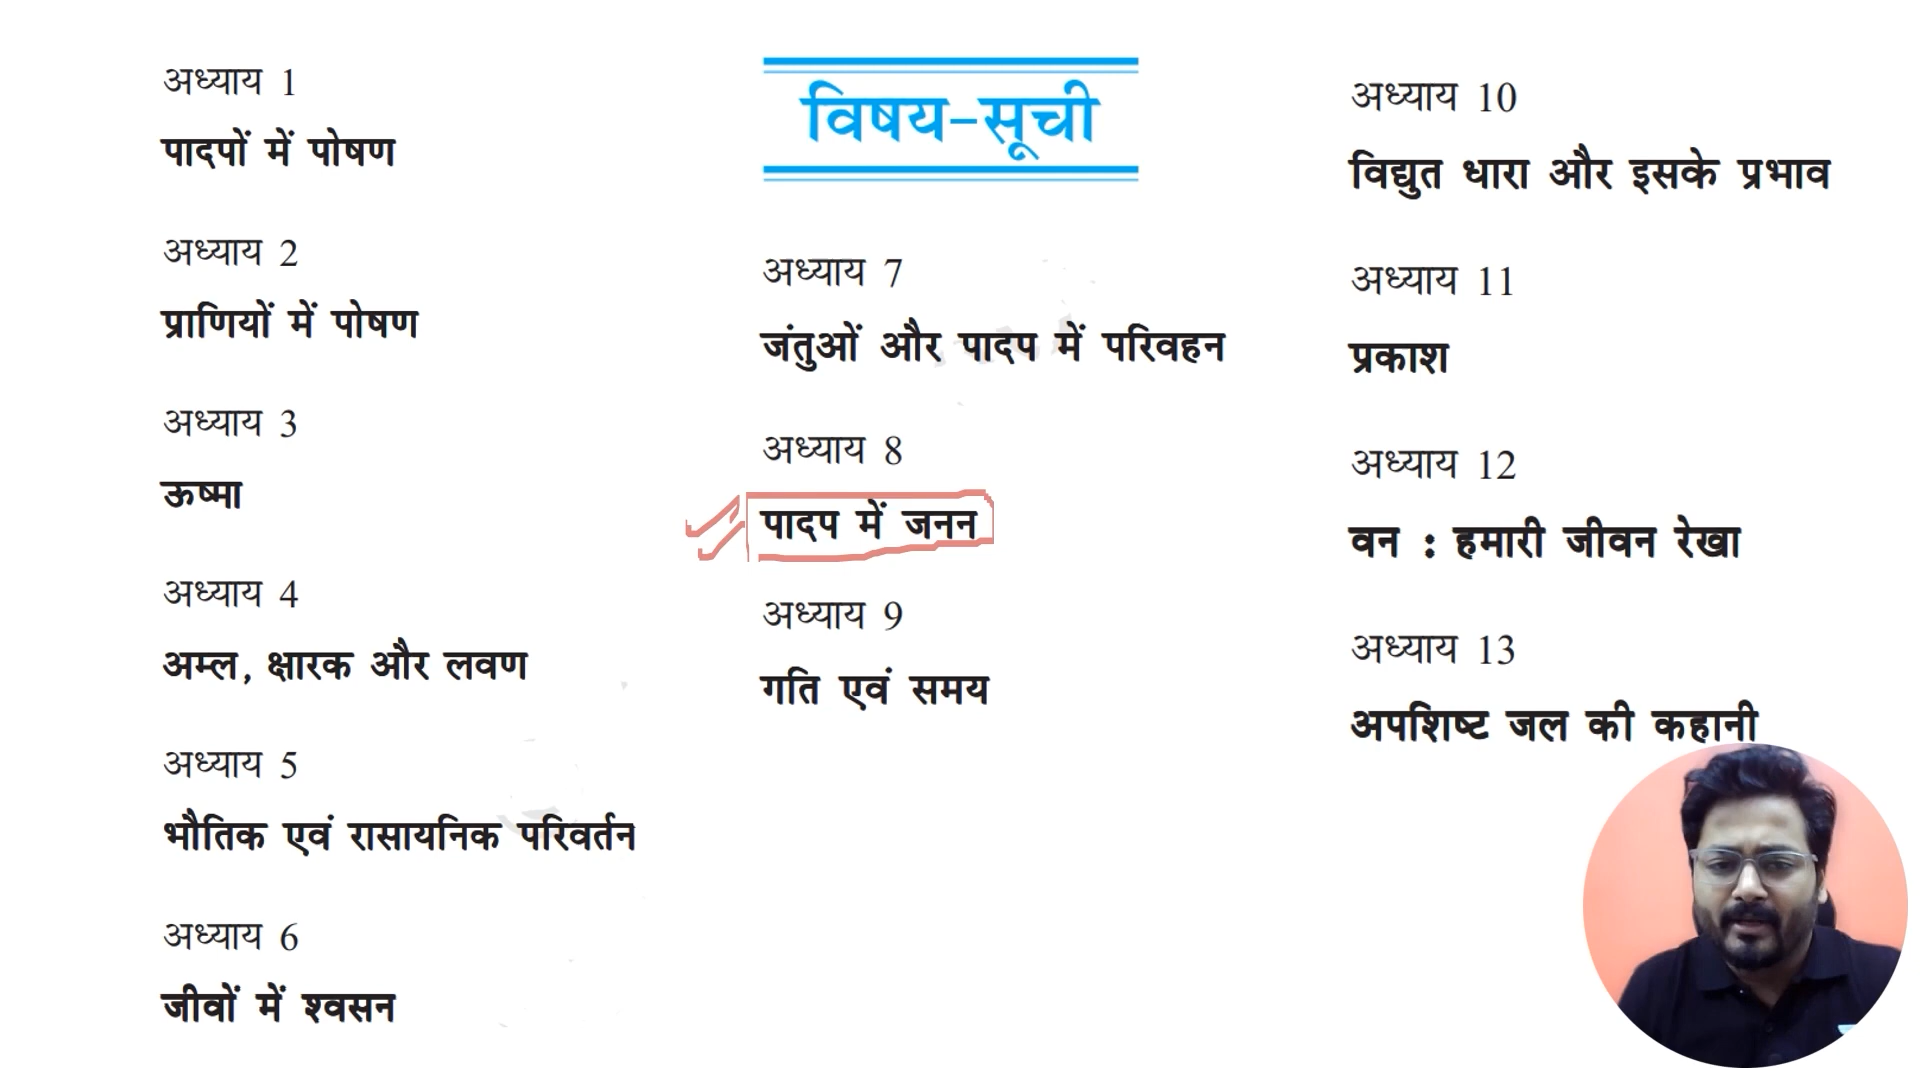 अध्याय 1
पादपों में पोषण
अध्याय 2
प्राणियों में पोषण
अध्याय 3
ऊष्मा
अध्याय 4
अम्ल, क्षारक और लवण
अध्याय 5
भौतिक एवं रासायनिक परिवर्तन
अध्याय 6
जीवों में श्वसन
विषय-सूची
अध्याय 7
जंतुओं और पादप में परिवहन
अध्याय 8
पादप में जनन
अध्याय 9
गति एवं समय
अध्याय 10
विद्युत धारा और इसके प्रभाव
अध्याय 11
प्रकाश
अध्याय 12
वन : हमारी जीवन रेखा
अध्याय 13
अपशिष्ट जल की कहानी